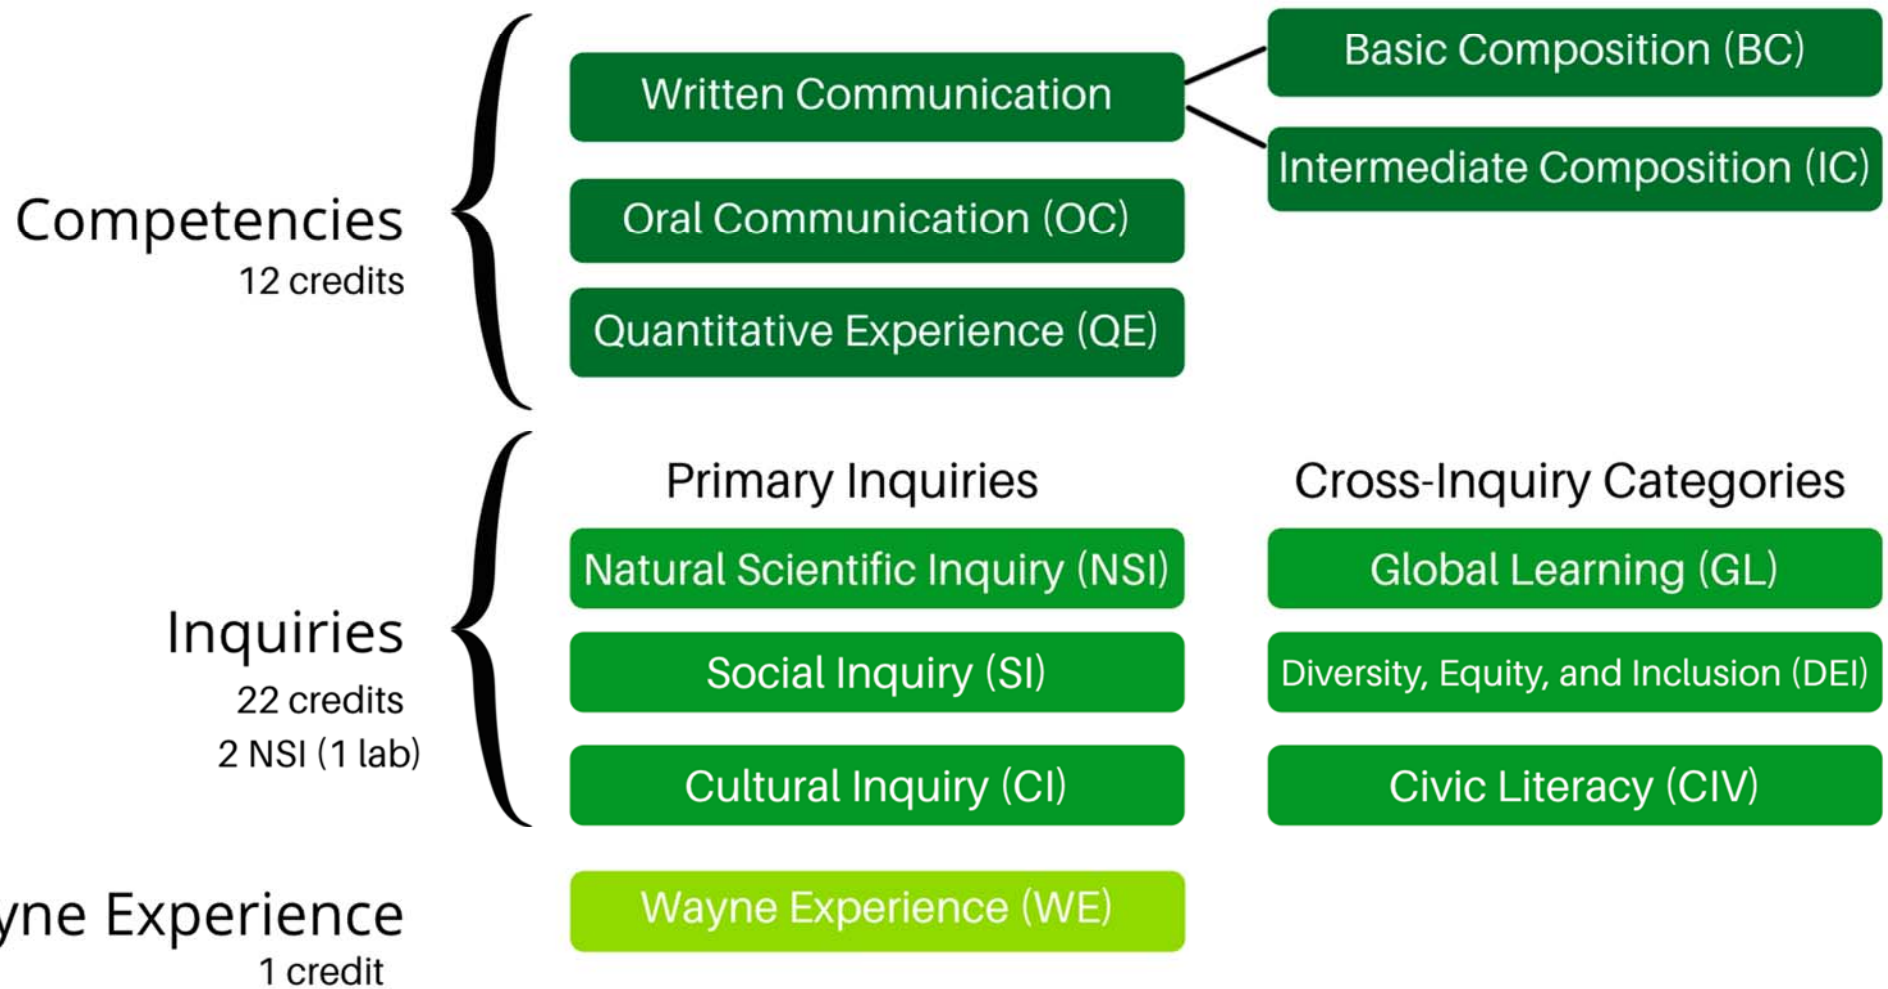 Competencies
12 credits
Written Communication
Basic Composition (BC)
Intermediate Composition (IC)
Oral Communication (OC)
Quantitative Experience (QE)
Inquiries
22 credits
2 NSI (1 lab)
Primary Inquiries
Natural Scientific Inquiry (NSI)
Social Inquiry (SI)
Cultural Inquiry (CI)
Cross-Inquiry Categories
Global Learning (GL)
Diversity, Equity, and Inclusion (DEI)
Civic Literacy (CIV)
yne Experience
1 credit
Wayne Experience (WE)